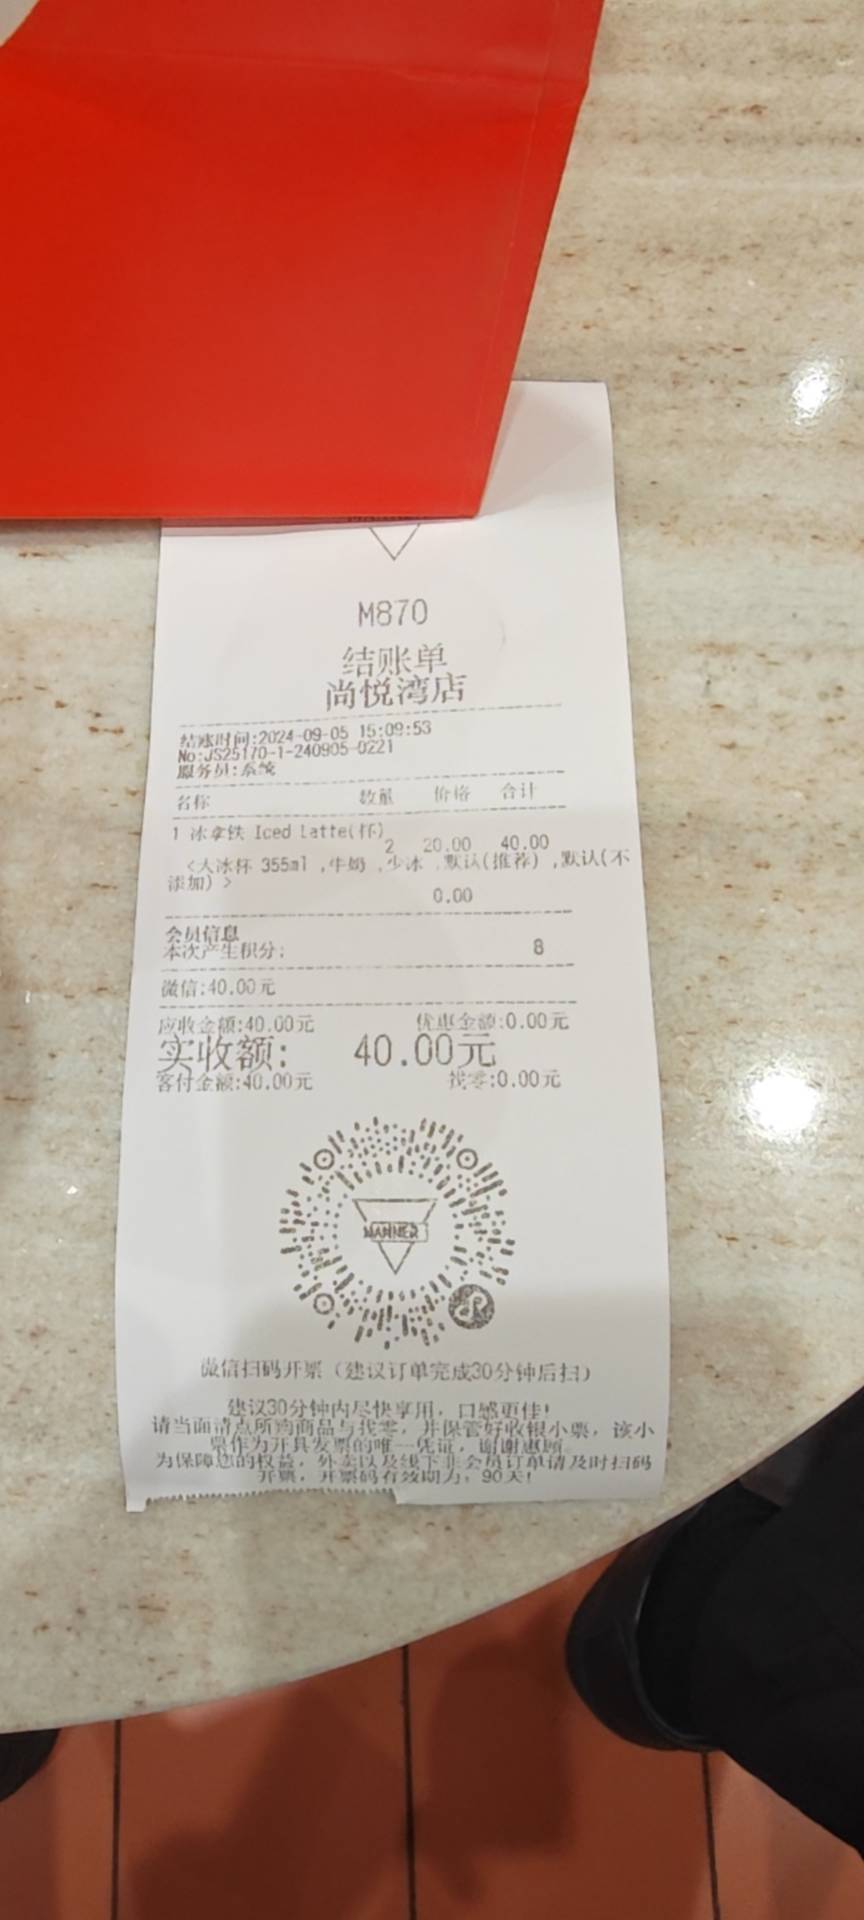 M870
结账单
尚悦湾店
结账时间:2024-09-05 15:09:53
No:JS25170-1-240905-0221
服务员:系统
名称 数量 价格 合计
1 冰拿铁 Iced Latte(杯)
2 20.00 40.00
<大冰杯 355ml ,牛奶 ,少冰 ,默认(推荐) ,默认(不
添加) >
0.00
会员信息
本次产生积分: 8
微信:40.00元
应收金额:40.00元 优惠金额:0.00元
实收额: 40.00元
客付金额:40.00元 找零:0.00元
MANNER
微信扫码开票（建议订单完成30分钟后扫）
建议30分钟内尽快享用，口感更佳!
请当面清点所购商品与找零，并保管好收银小票，该小
票作为开具发票的唯一凭证，谢谢惠顾。
为保障您的权益，外卖以及线下非会员订单请及时扫码
开票，开票码有效期为：90天!